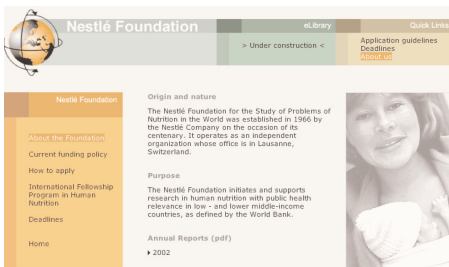 Nestlé Foundation
eLibrary
> Under construction <
Quick Links
Application guidelines
Deadlines
About us
Nestlé Foundation
About the Foundation
Current funding policy
How to apply
International Fellowship
Program in Human
Nutrition
Deadlines
Home
Origin and nature
The Nestlé Foundation for the Study of Problems of
Nutrition in the World was established in 1966 by
the Nestlé Company on the occasion of its
centenary. It operates as an independent
organization whose office is in Lausanne,
Switzerland.
Purpose
The Nestlé Foundation initiates and supports
research in human nutrition with public health
relevance in low - and lower middle-income
countries, as defined by the World Bank.
Annual Reports (pdf)
2002